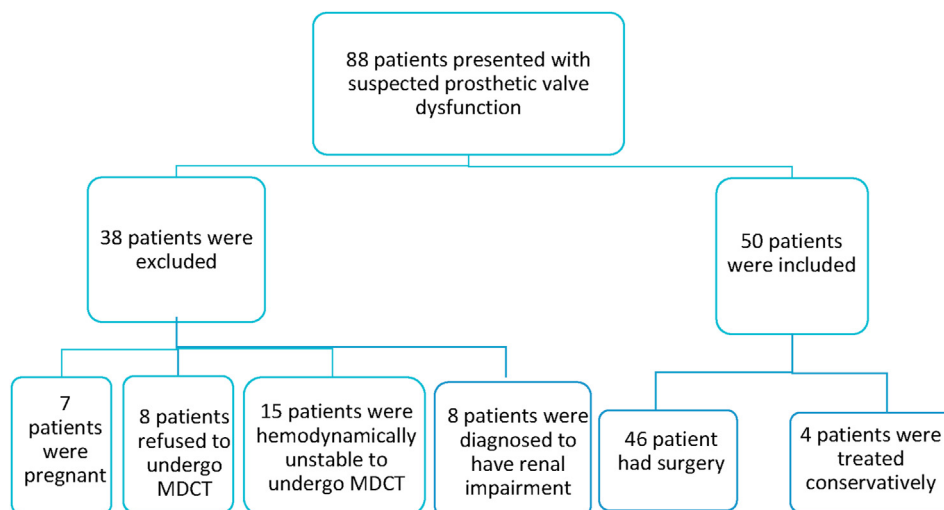 88 patients presented with
suspected prosthetic valve
dysfunction
38 patients were
excluded
50 patients
were included
7
patients
were
pregnant
8 patients
refused to
undergo
MDCT
15 patients were
hemodynamically
unstable to
undergo MDCT
8 patients were
diagnosed to
have renal
impairment
46 patient
had surgery
4 patients were
treated
conservatively